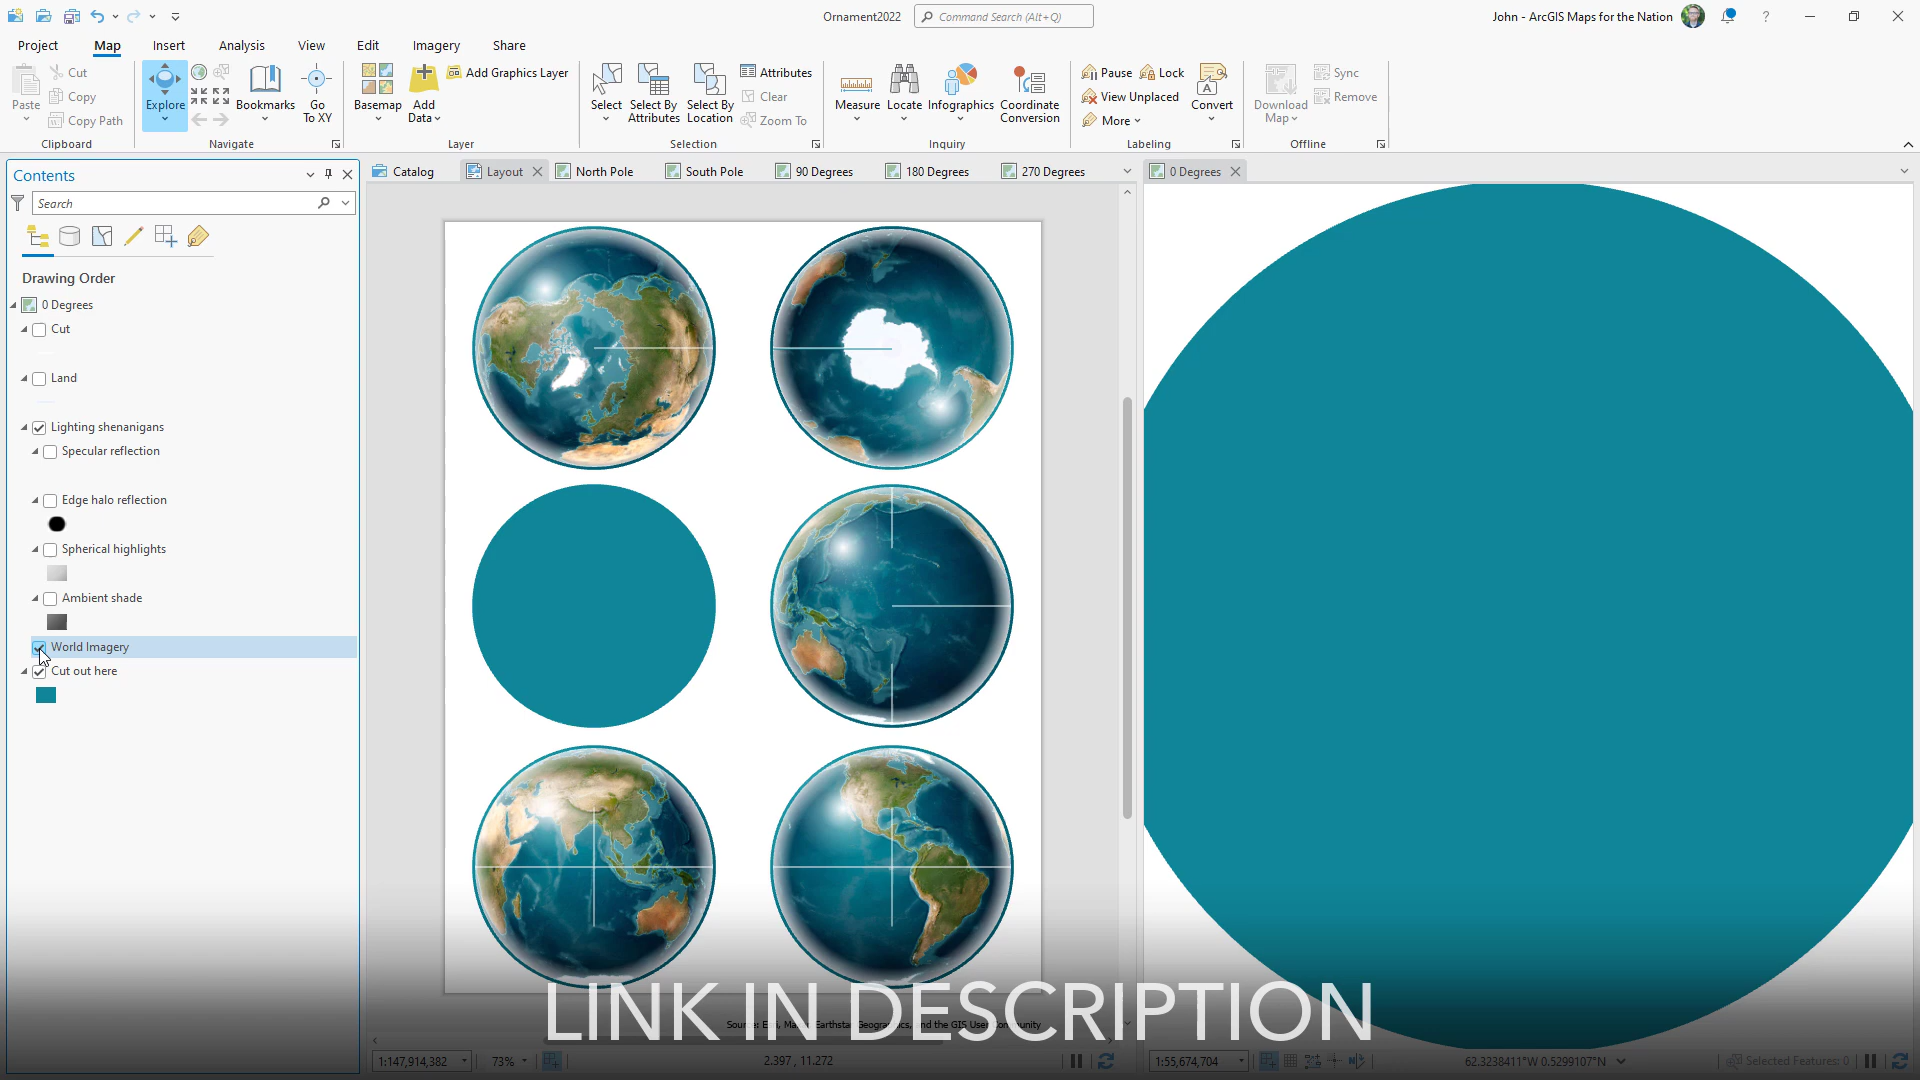 Ornament2022
Command Search (Alt+Q)
John - ArcGIS Maps for the Nation
?
Project
Map
Insert
Analysis
View
Edit
Imagery
Share
Paste
Cut
Copy
Copy Path
Clipboard
Explore
Bookmarks
Go
To XY
Navigate
Basemap
Add
Data
Add Graphics Layer
Layer
Select
Select By
Attributes
Select By
Location
Attributes
Clear
Zoom To
Selection
Measure
Locate
Infographics
Coordinate
Conversion
Inquiry
Pause
Lock
View Unplaced
More
Convert
Labeling
Download
Map
Sync
Remove
Offline
Contents
Search
Drawing Order
0 Degrees
Cut
Land
Lighting shenanigans
Specular reflection
Edge halo reflection
Spherical highlights
Ambient shade
World Imagery
Cut out here
Catalog
Layout
North Pole
South Pole
90 Degrees
180 Degrees
270 Degrees
0 Degrees
LINK IN DESCRIPTION
1:147,914,382
73%
2.397 , 11.272
1:55,674,704
62.3238411°W 0.5299107°N
Selected Features: 0